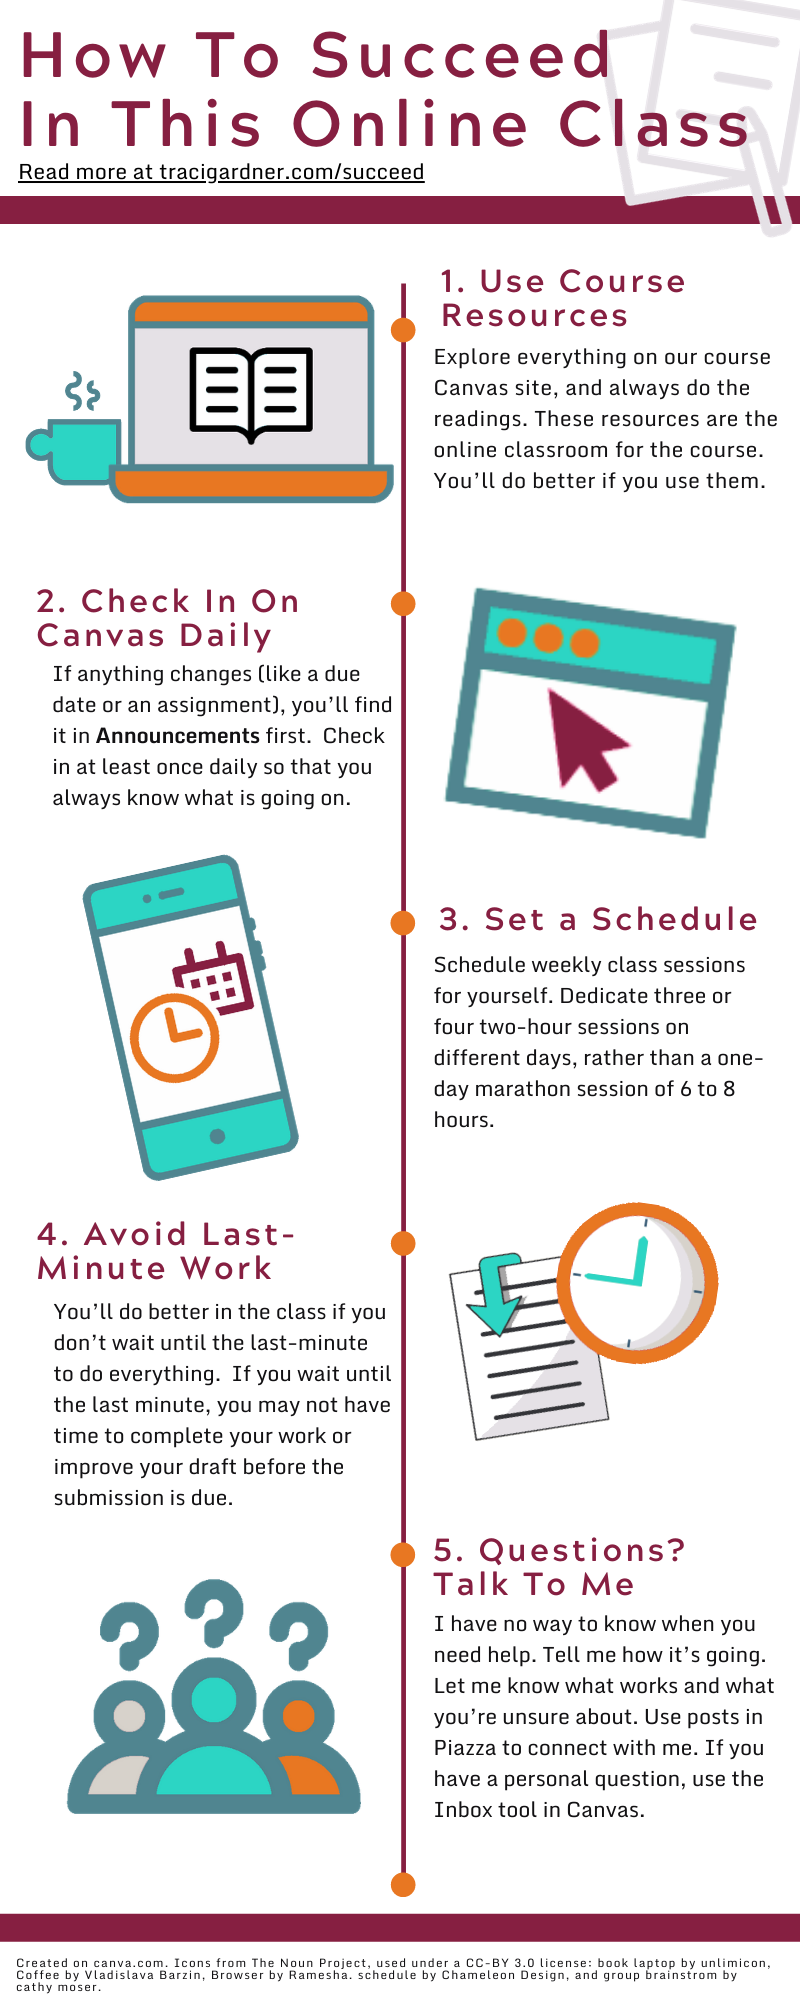 How To Succeed
In This Online Class
Read more at tracigardner.com/succeed
1. Use Course
Resources
Explore everything on our course
Canvas site, and always do the
readings. These resources are the
online classroom for the course.
You’ll do better if you use them.
2. Check In On
Canvas Daily
If anything changes (like a due
date or an assignment), you’ll find
it in Announcements first.  Check
in at least once daily so that you
always know what is going on.
3. Set a Schedule
Schedule weekly class sessions
for yourself. Dedicate three or
four two-hour sessions on
different days, rather than a one-
day marathon session of 6 to 8
hours.
4. Avoid Last-
Minute Work
You’ll do better in the class if you
don’t wait until the last-minute
to do everything.  If you wait until
the last minute, you may not have
time to complete your work or
improve your draft before the
submission is due.
5. Questions?
Talk To Me
I have no way to know when you
need help. Tell me how it’s going.
Let me know what works and what
you’re unsure about. Use posts in
Piazza to connect with me. If you
have a personal question, use the
Inbox tool in Canvas.
Created on canva.com. Icons from The Noun Project, used under a CC-BY 3.0 license: book laptop by unlimicon,
Coffee by Vladislava Barzin, Browser by Ramesha. schedule by Chameleon Design, and group brainstrom by
cathy moser.